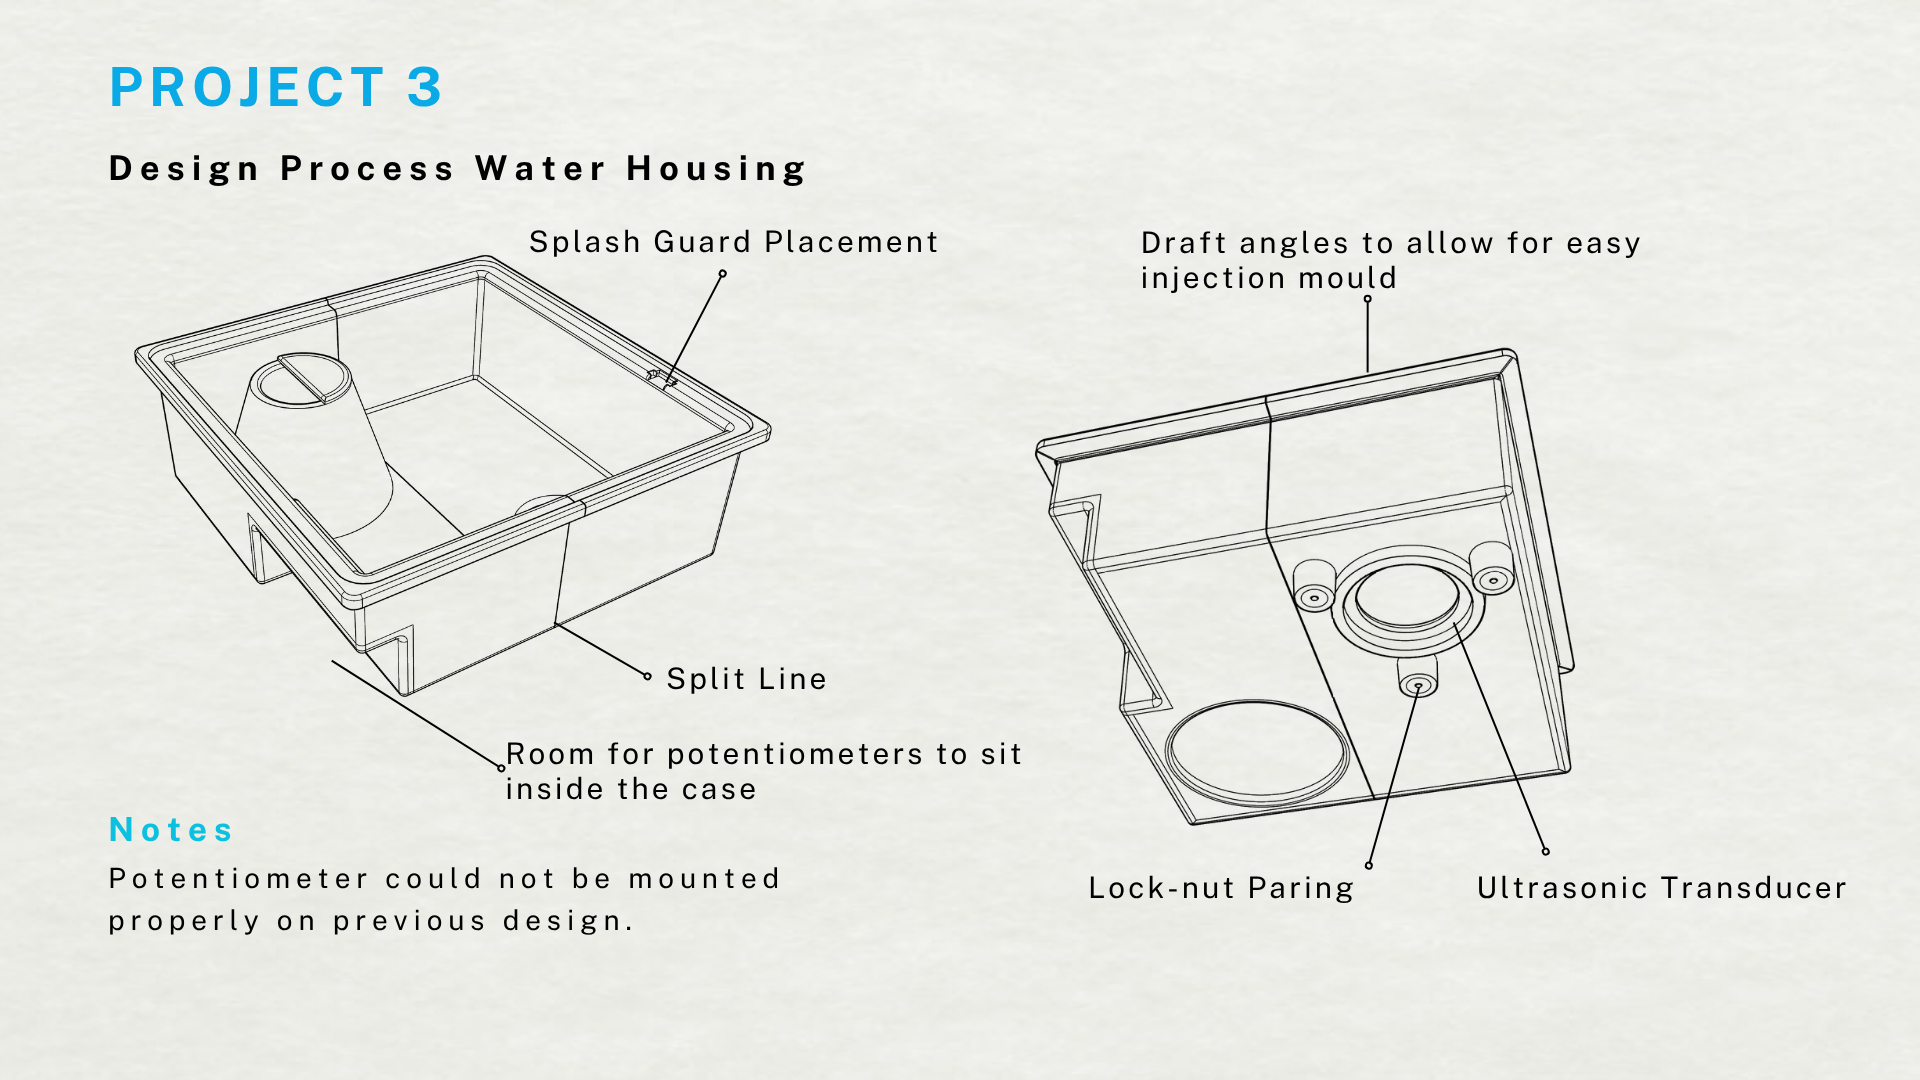 PROJECT 3
Design Process Water Housing
Splash Guard Placement
Draft angles to allow for easy
injection mould
Split Line
Room for potentiometers to sit
inside the case
Notes
Potentiometer could not be mounted
properly on previous design.
Lock-nut Paring
Ultrasonic Transducer